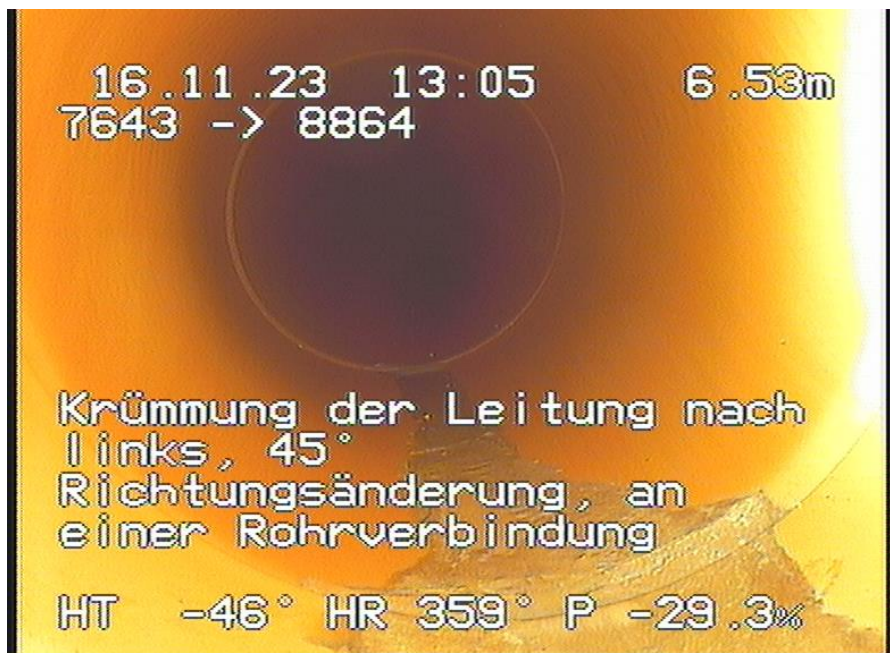 16.11.23 13:05 6.53m
7643 -> 8864
Krümmung der Leitung nach
links, 45°
Richtungsänderung, an
einer Rohrverbindung
HT -46° HR 359° P -29.3%